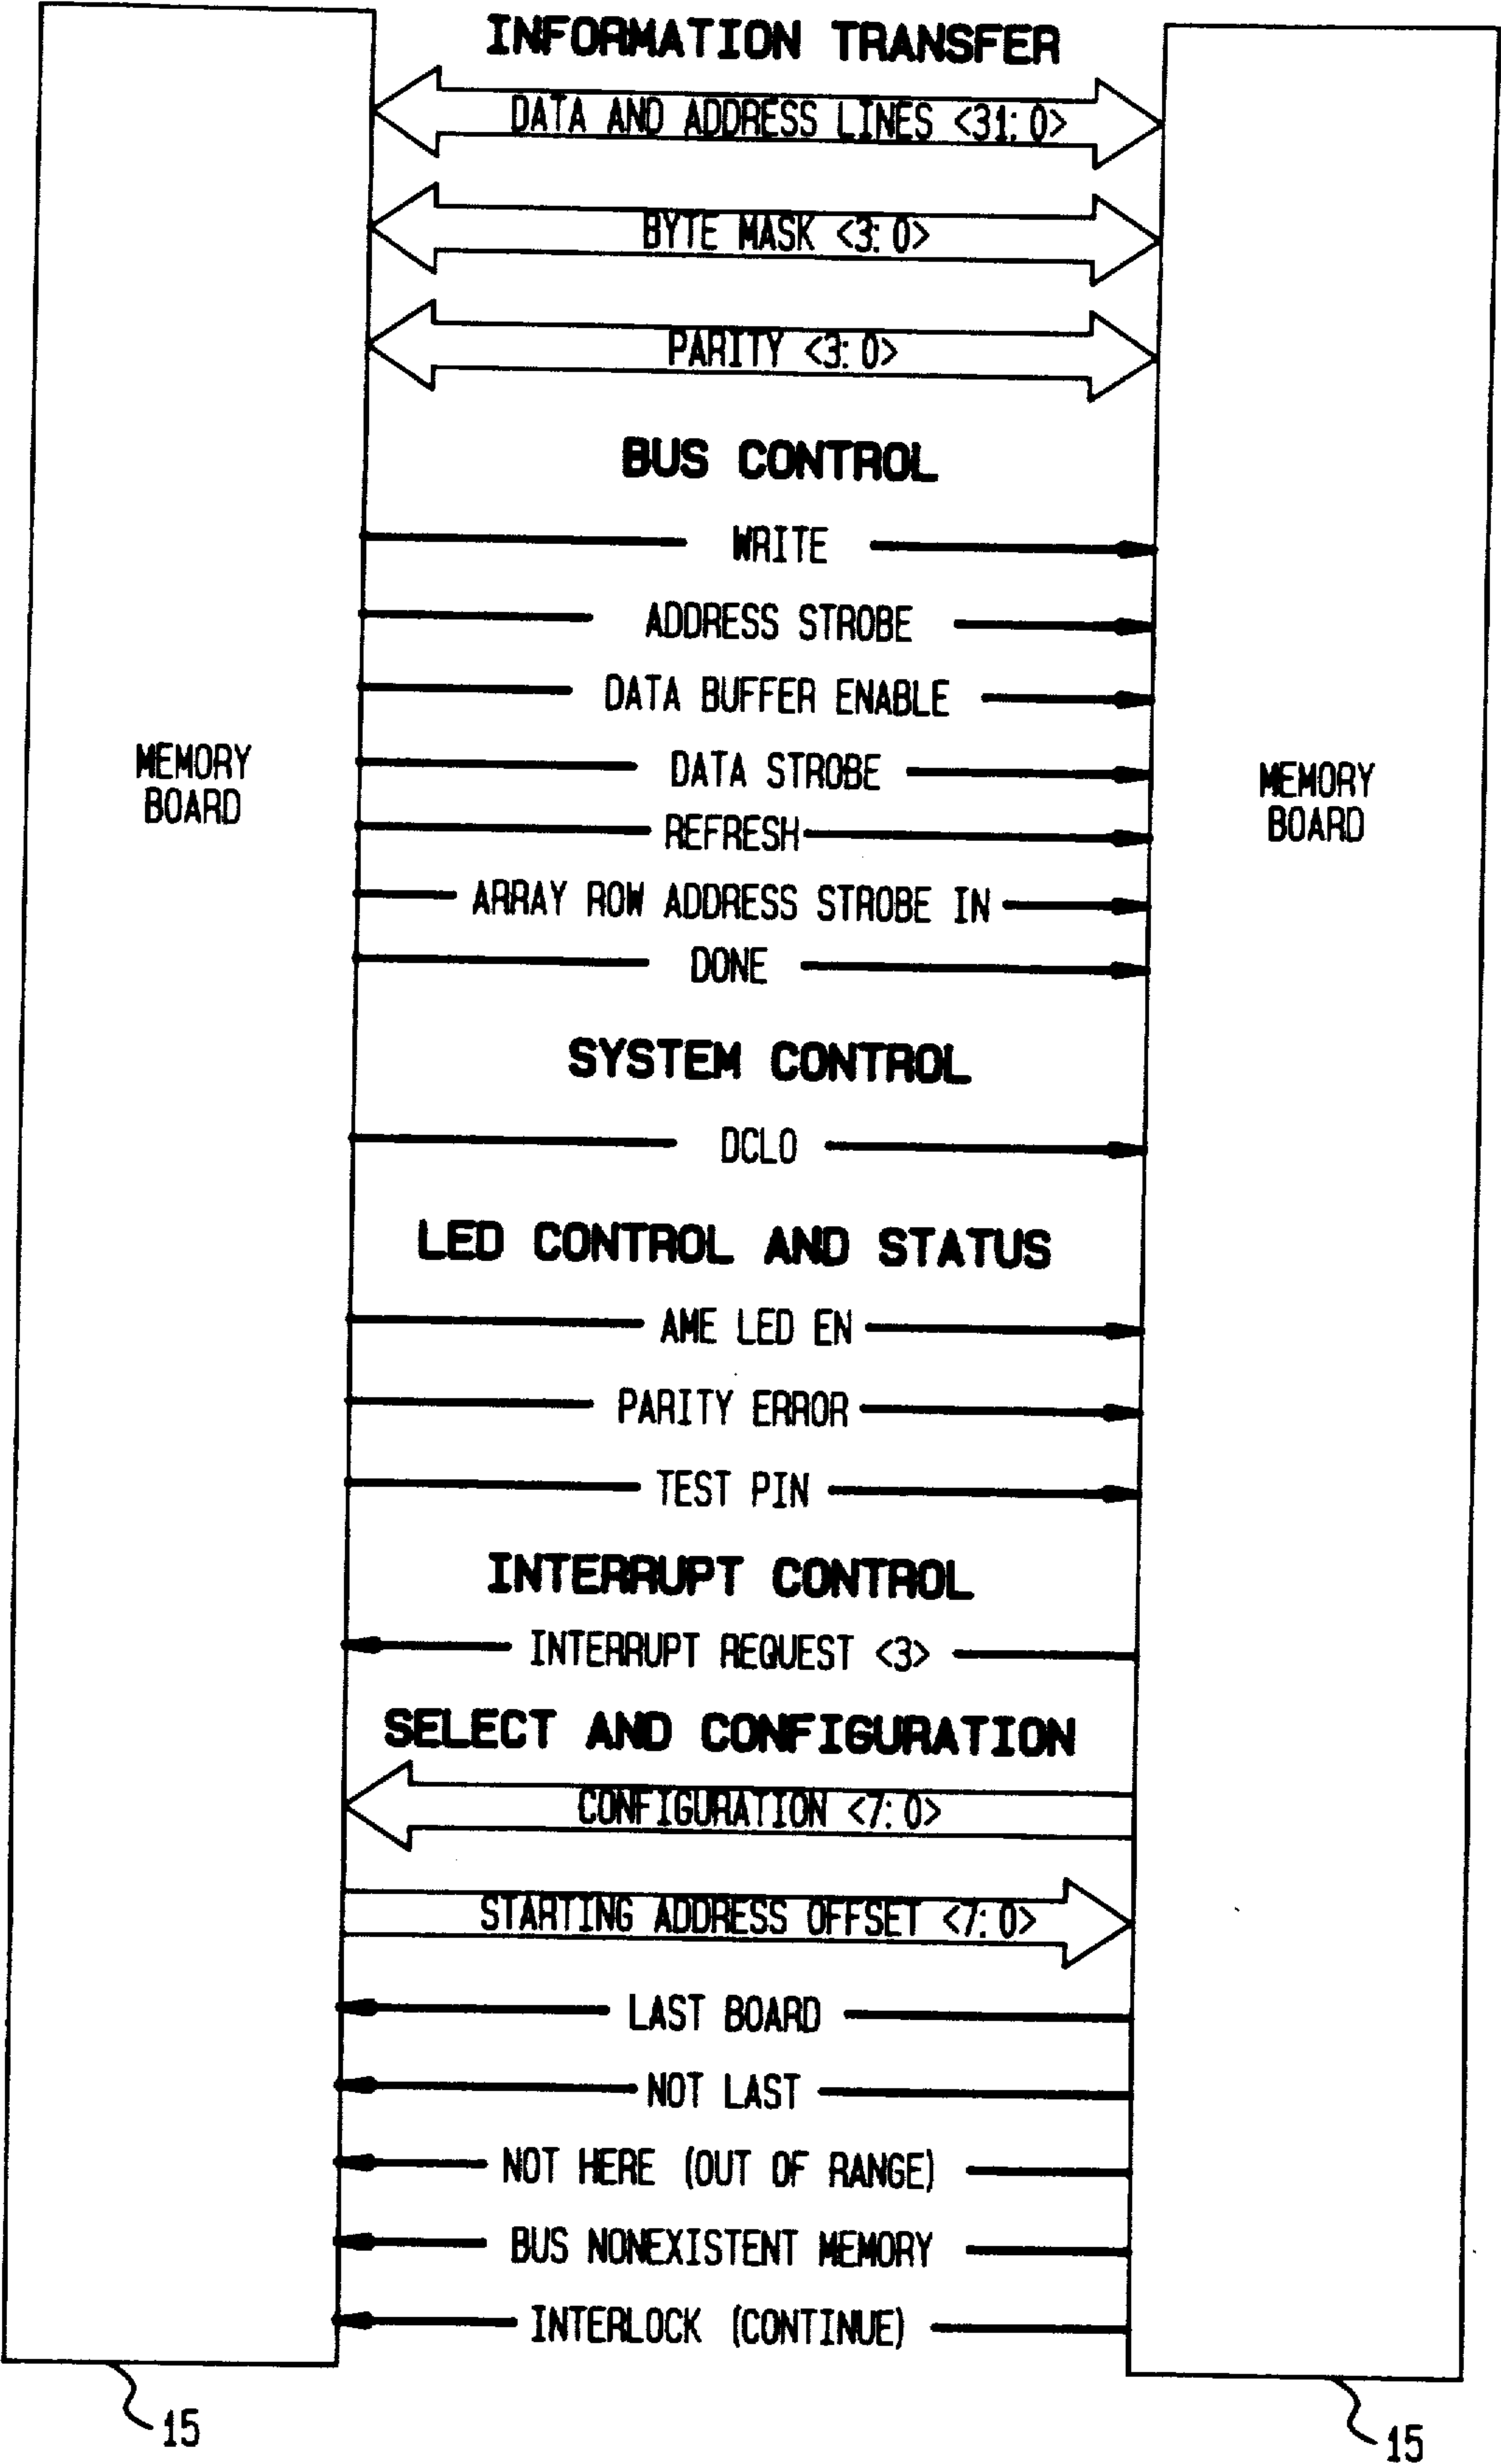 INFORMATION TRANSFER
DATA AND ADDRESS LINES <31:0>
BYTE MASK <3:0>
PARITY <3:0>
BUS CONTROL
WRITE
ADDRESS STROBE
DATA BUFFER ENABLE
MEMORY
BOARD
DATA STROBE
MEMORY
BOARD
REFRESH
ARRAY ROW ADDRESS STROBE IN
DONE
SYSTEM CONTROL
DCLO
LED CONTROL AND STATUS
AME LED EN
PARITY ERROR
TEST PIN
INTERRUPT CONTROL
INTERRUPT REQUEST <3>
SELECT AND CONFIGURATION
CONFIGURATION <7:0>
STARTING ADDRESS OFFSET <7:0>
LAST BOARD
NOT LAST
NOT HERE (OUT OF RANGE)
BUS NONEXISTENT MEMORY
INTERLOCK (CONTINUE)
15
15